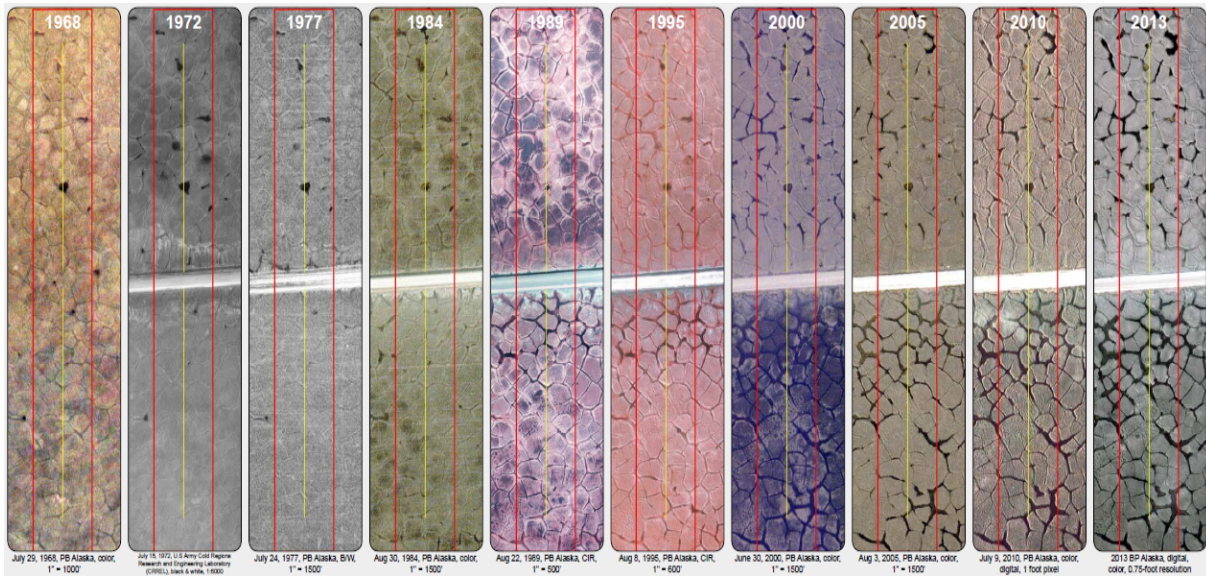 1968
1972
1977
1984
1989
1995
2000
2005
2010
2013
July 29, 1968, PB Alaska, color,
1" = 1000'
July 15, 1972, U.S Army Cold Regions
Research and Engineering Laboratory
(CRREL), black & white, 1:6000
July 24, 1977, PB Alaska, B/W,
1" = 1500'
Aug 30, 1984, PB Alaska, color,
1" = 1500'
Aug 22, 1989, PB Alaska, CIR,
1" = 500'
Aug 8, 1995, PB Alaska, CIR,
1" = 600'
June 30, 2000, PB Alaska, color,
1" = 1500'
Aug 3, 2005, PB Alaska, color,
1" = 1500'
July 9, 2010, PB Alaska, color,
digital, 1 foot pixel
2013 BP Alaska, digital,
color, 0.75-foot resolution